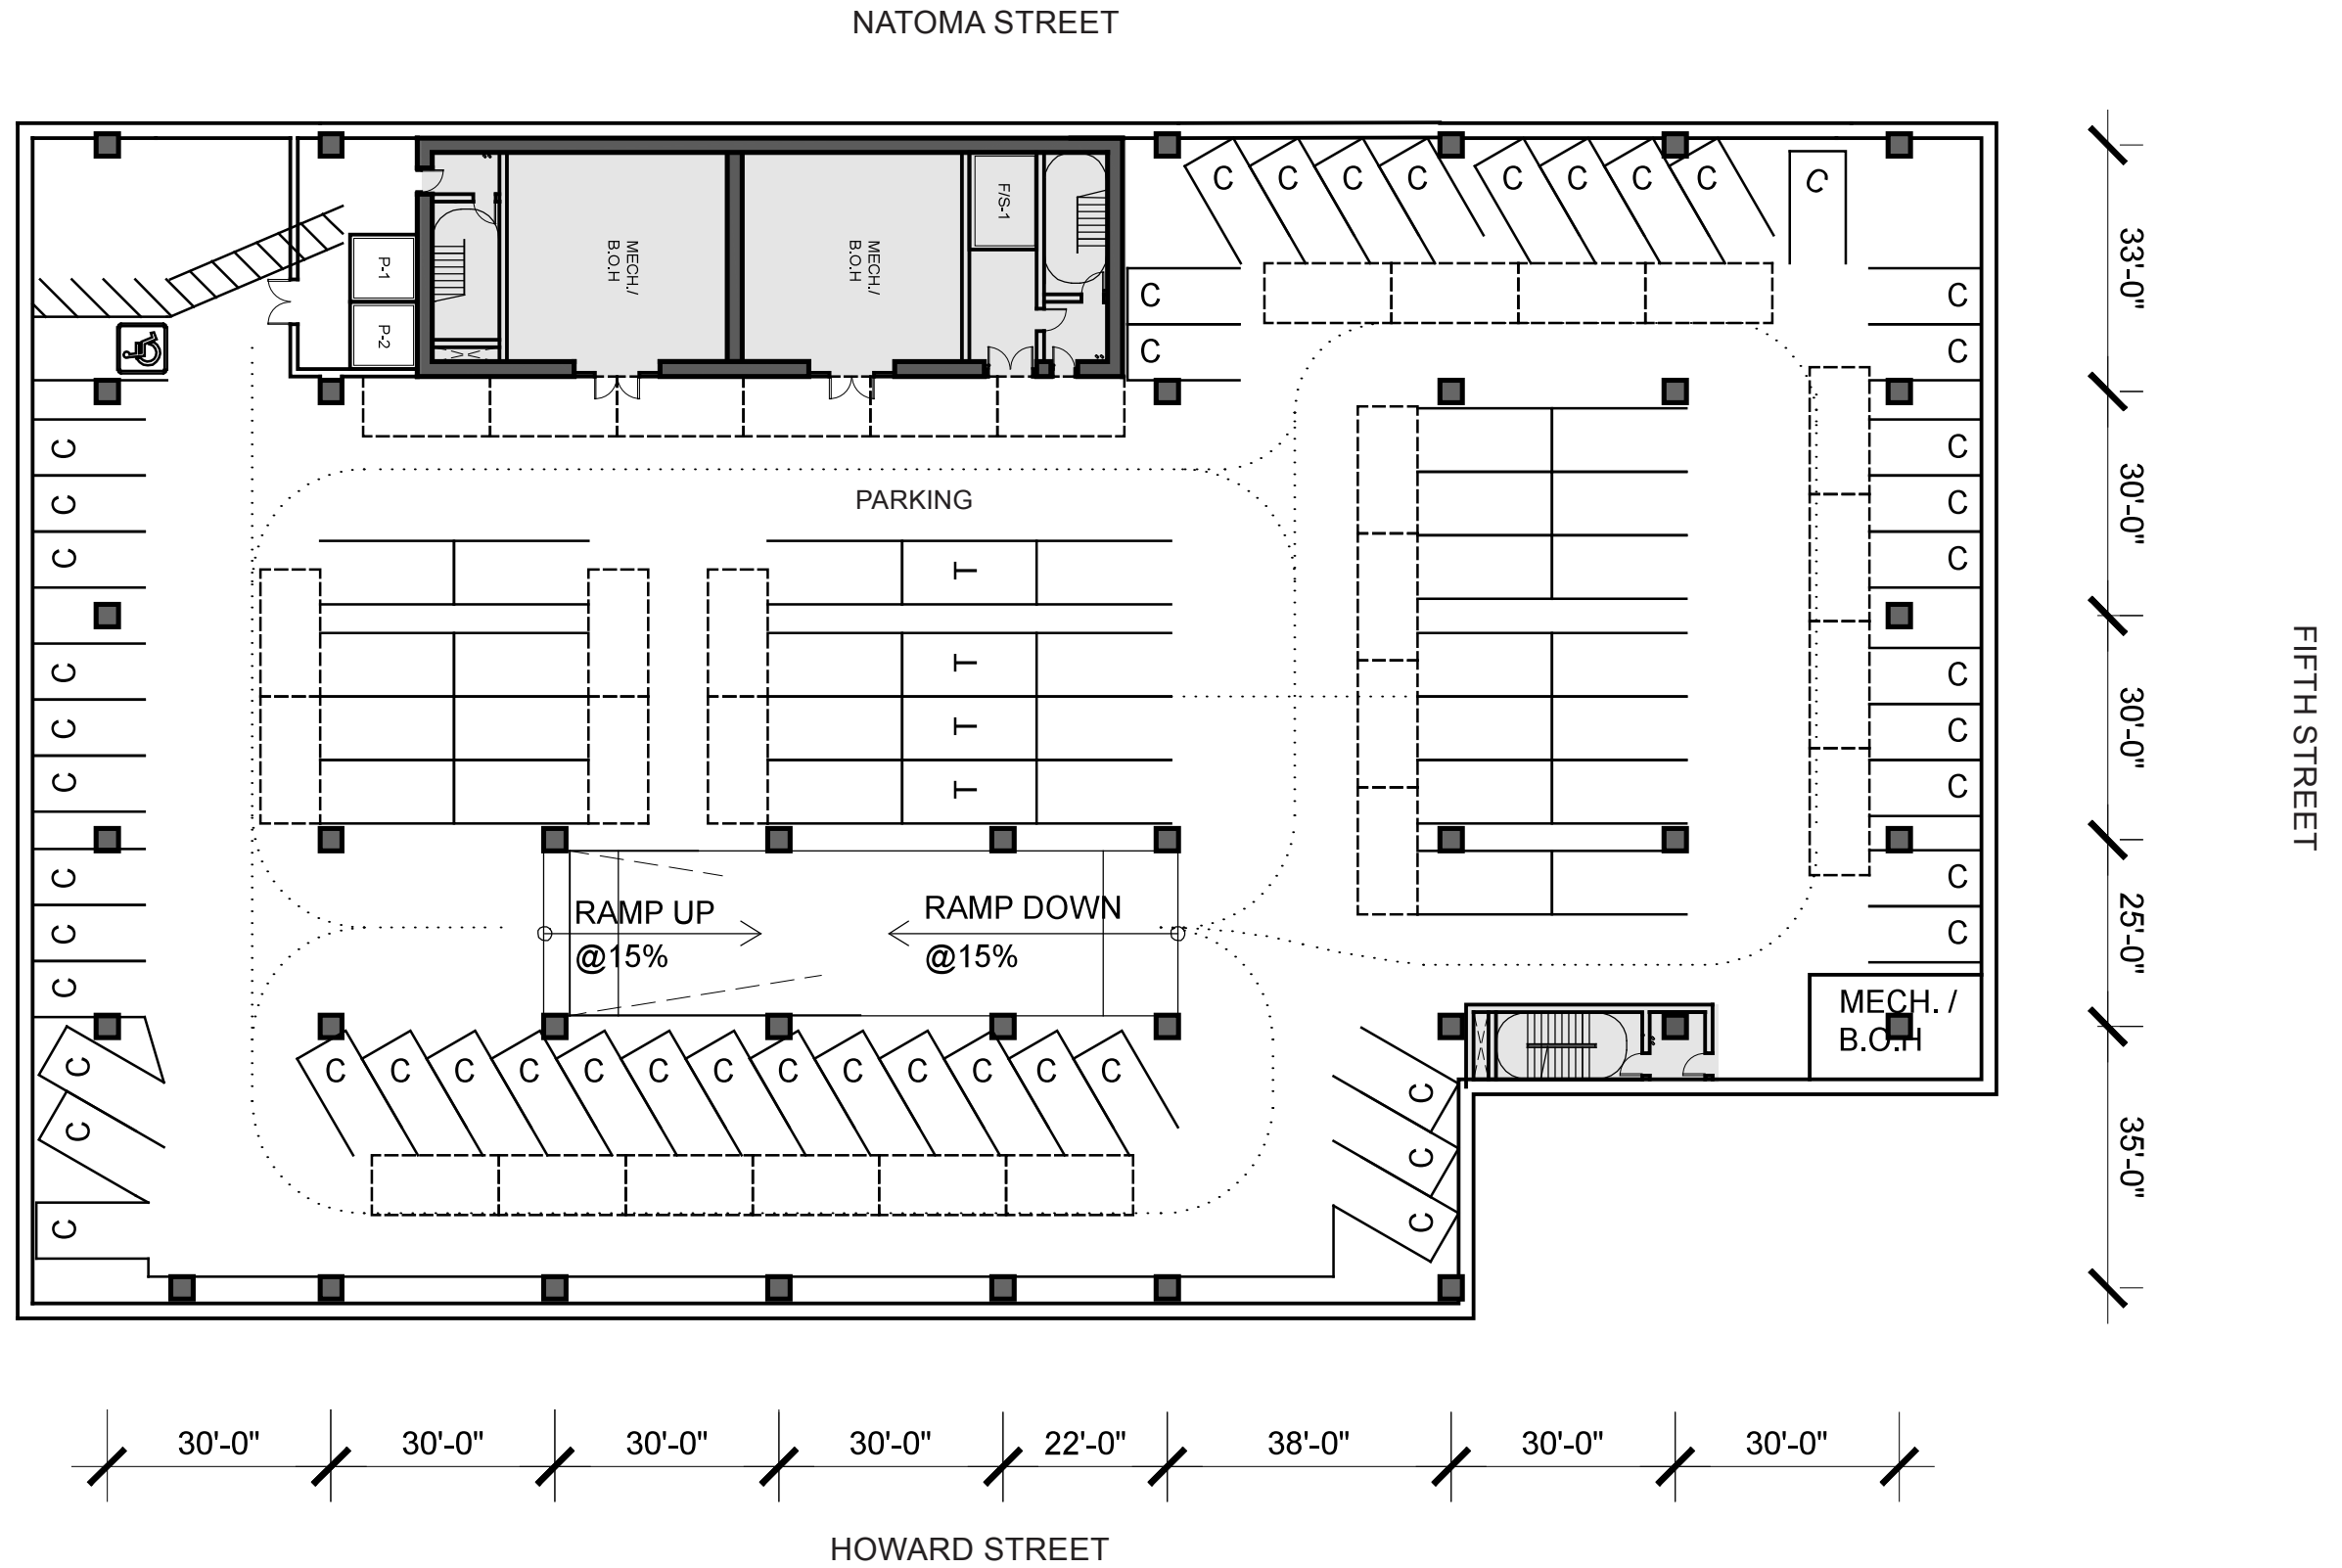 NATOMA STREET
C C C C C C C C C
F/S-1
MECH./
B.O.H
MECH./
B.O.H
P-1
P-2
C C
C C
33'-0"
C C
C C
C C
30'-0"
PARKING
T
T
T
T
C C
C C
C C
30'-0"
FIFTH STREET
C C
C C
C
25'-0"
RAMP UP
@15%
RAMP DOWN
@15%
MECH. /
B.O.H
C C C C C C C C C C C C C
C
C
C
C
C
C
35'-0"
30'-0" 30'-0" 30'-0" 30'-0" 22'-0" 38'-0" 30'-0" 30'-0"
HOWARD STREET